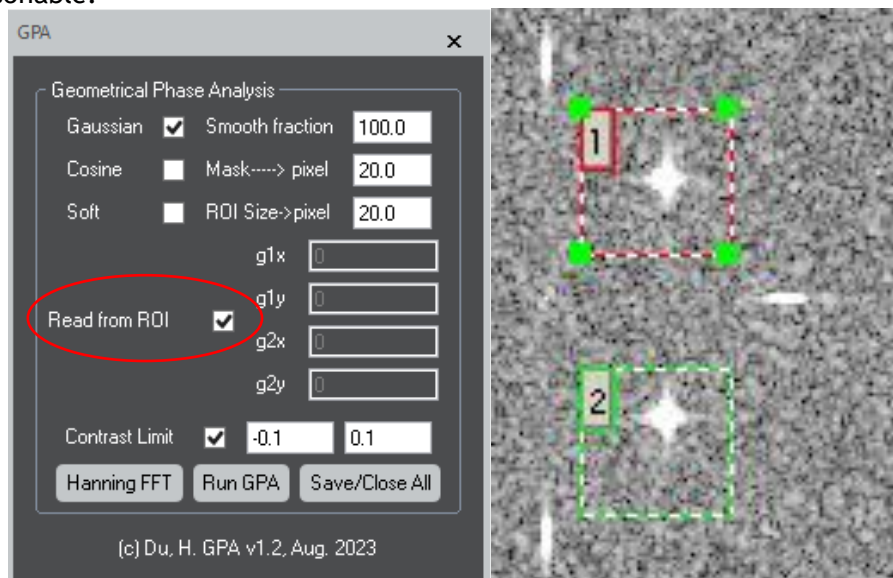 GPA x
Geometrical Phase Analysis
Gaussian Smooth fraction 100.0
Cosine Mask-----> pixel 20.0
Soft ROI Size->pixel 20.0
g1x 0
g1y 0
Read from ROI
g2x 0
g2y 0
Contrast Limit -0.1 0.1
Hanning FFT Run GPA Save/Close All
(c) Du, H. GPA v1.2, Aug. 2023
1
2